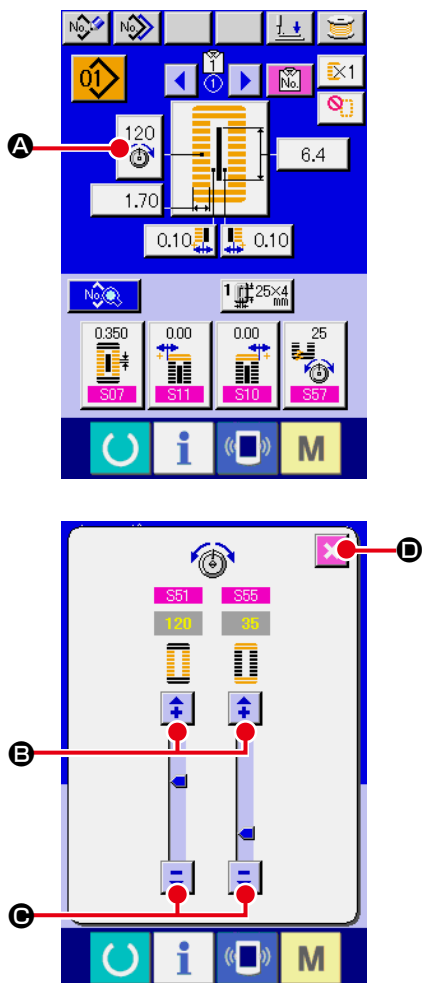 No. No.
01 1 ① No. ×1
A 120 6.4
1.70
0.10 0.10
No. 1 25×4 mm
0.350 0.00 0.00 25
S07 S11 S10 S57
i M
D
S51 S55
120 35
B
C
i M